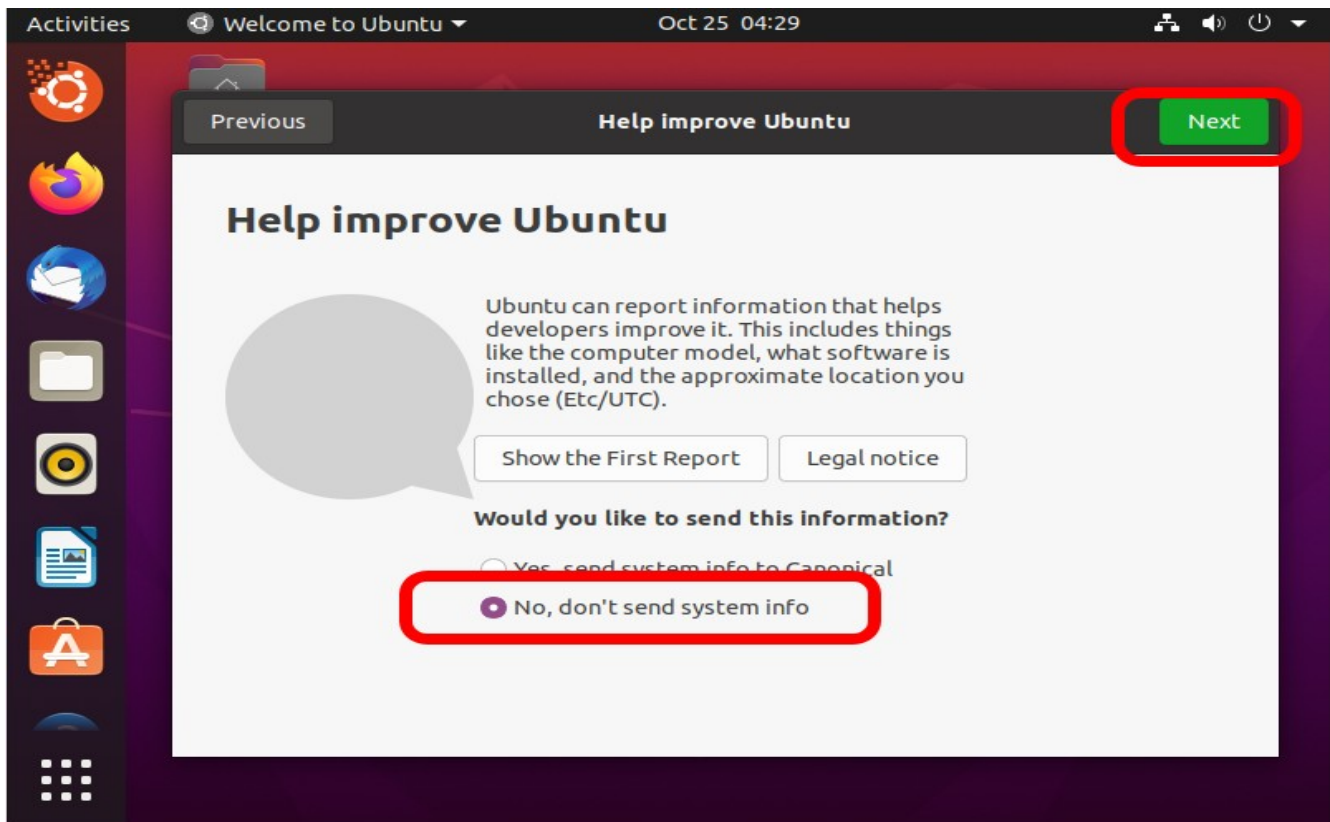 Activities Welcome to Ubuntu Oct 25 04:29
Previous Help improve Ubuntu Next
Help improve Ubuntu
Ubuntu can report information that helps
developers improve it. This includes things
like the computer model, what software is
installed, and the approximate location you
chose (Etc/UTC).
Show the First Report Legal notice
Would you like to send this information?
Yes, send system info to Canonical
No, don't send system info